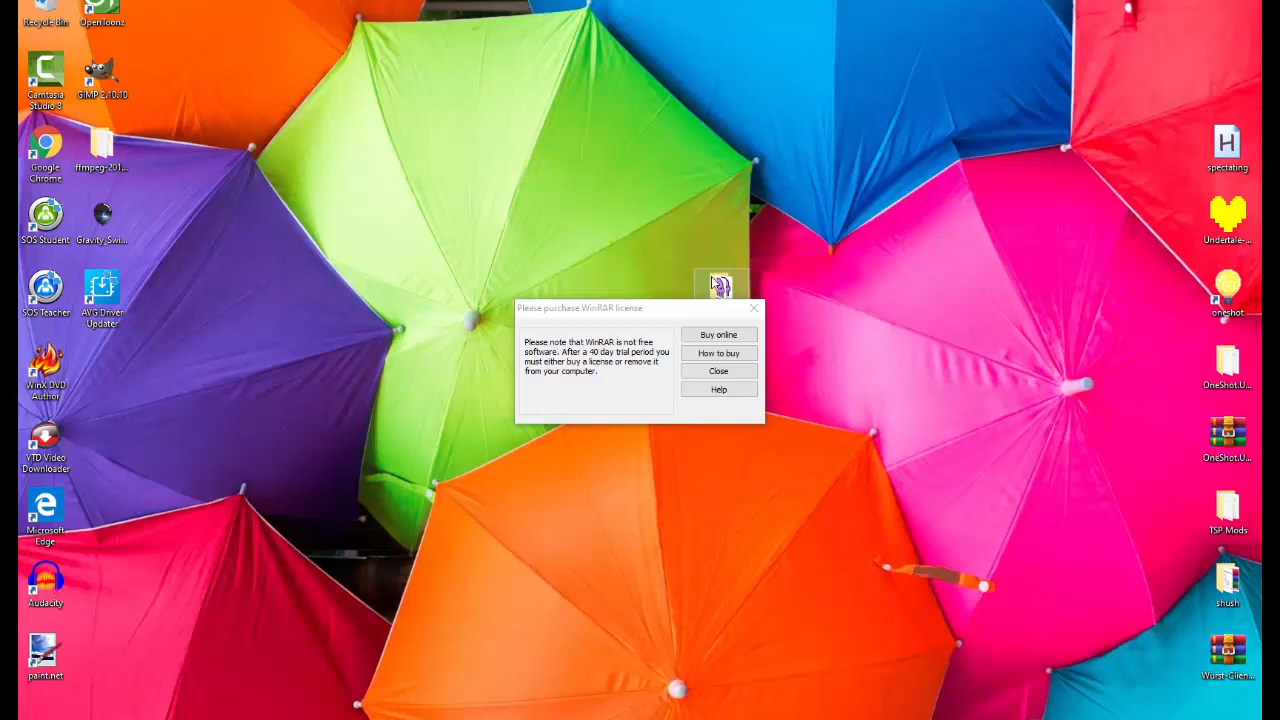 Recycle Bin
OpenToonz
Camtasia
Studio 8
GIMP 2.10.10
Google
Chrome
ffmpeg-201...
SOS Student
Gravity_Swi...
SOS Teacher
AVG Driver
Updater
WinX DVD
Author
YTD Video
Downloader
Microsoft
Edge
Audacity
paint.net
Please purchase WinRAR license
Please note that WinRAR is not free
software. After a 40 day trial period you
must either buy a license or remove it
from your computer.
Buy online
How to buy
Close
Help
H
spectating
Undertale-...
oneshot
OneShot.U...
OneShot.U...
TSP Mods
shush
Wurst-Clien...